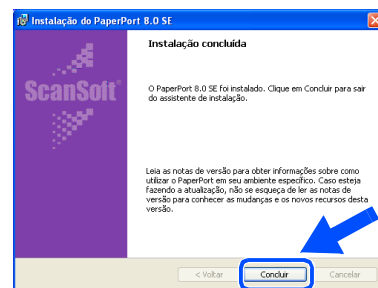 Instalação do PaperPort 8.0 SE
Instalação concluída
ScanSoft
O PaperPort 8.0 SE foi instalado. Clique em Concluir para sair
do assistente de instalação.
Leia as notas de versão para obter informações sobre como
utilizar o PaperPort em seu ambiente específico. Caso esteja
fazendo a atualização, não se esqueça de ler as notas de
versão para conhecer as mudanças e os novos recursos desta
versão.
< Voltar Concluir Cancelar